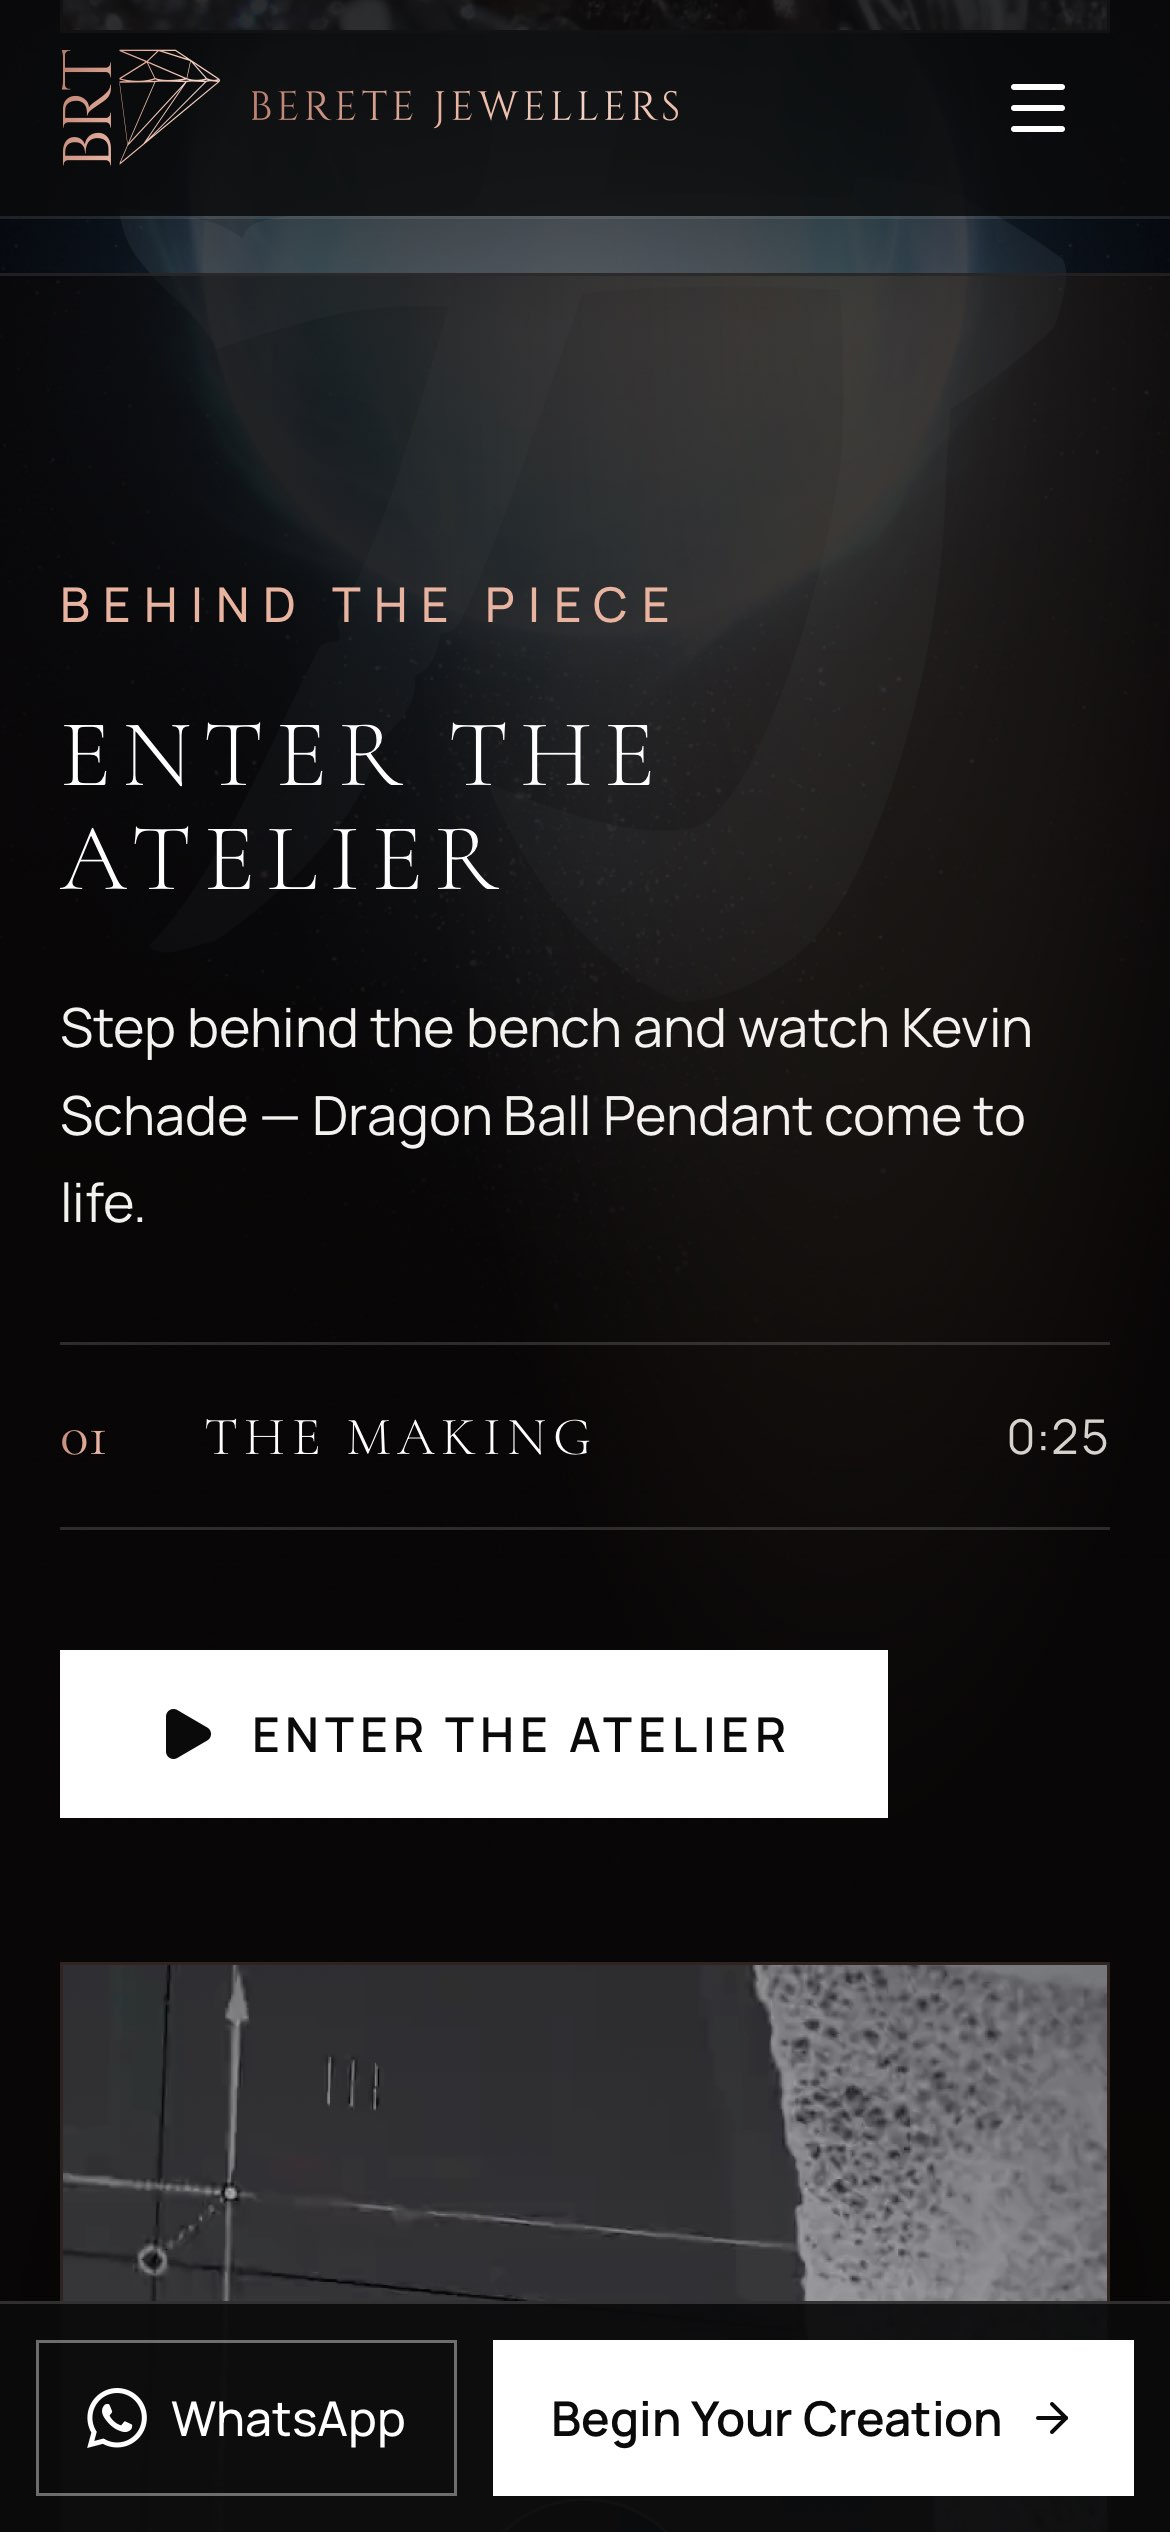 BRT
BERETE JEWELLERS
BEHIND THE PIECE
ENTER THE
ATELIER
Step behind the bench and watch Kevin
Schade — Dragon Ball Pendant come to
life.
01 THE MAKING 0:25
ENTER THE ATELIER
WhatsApp
Begin Your Creation →